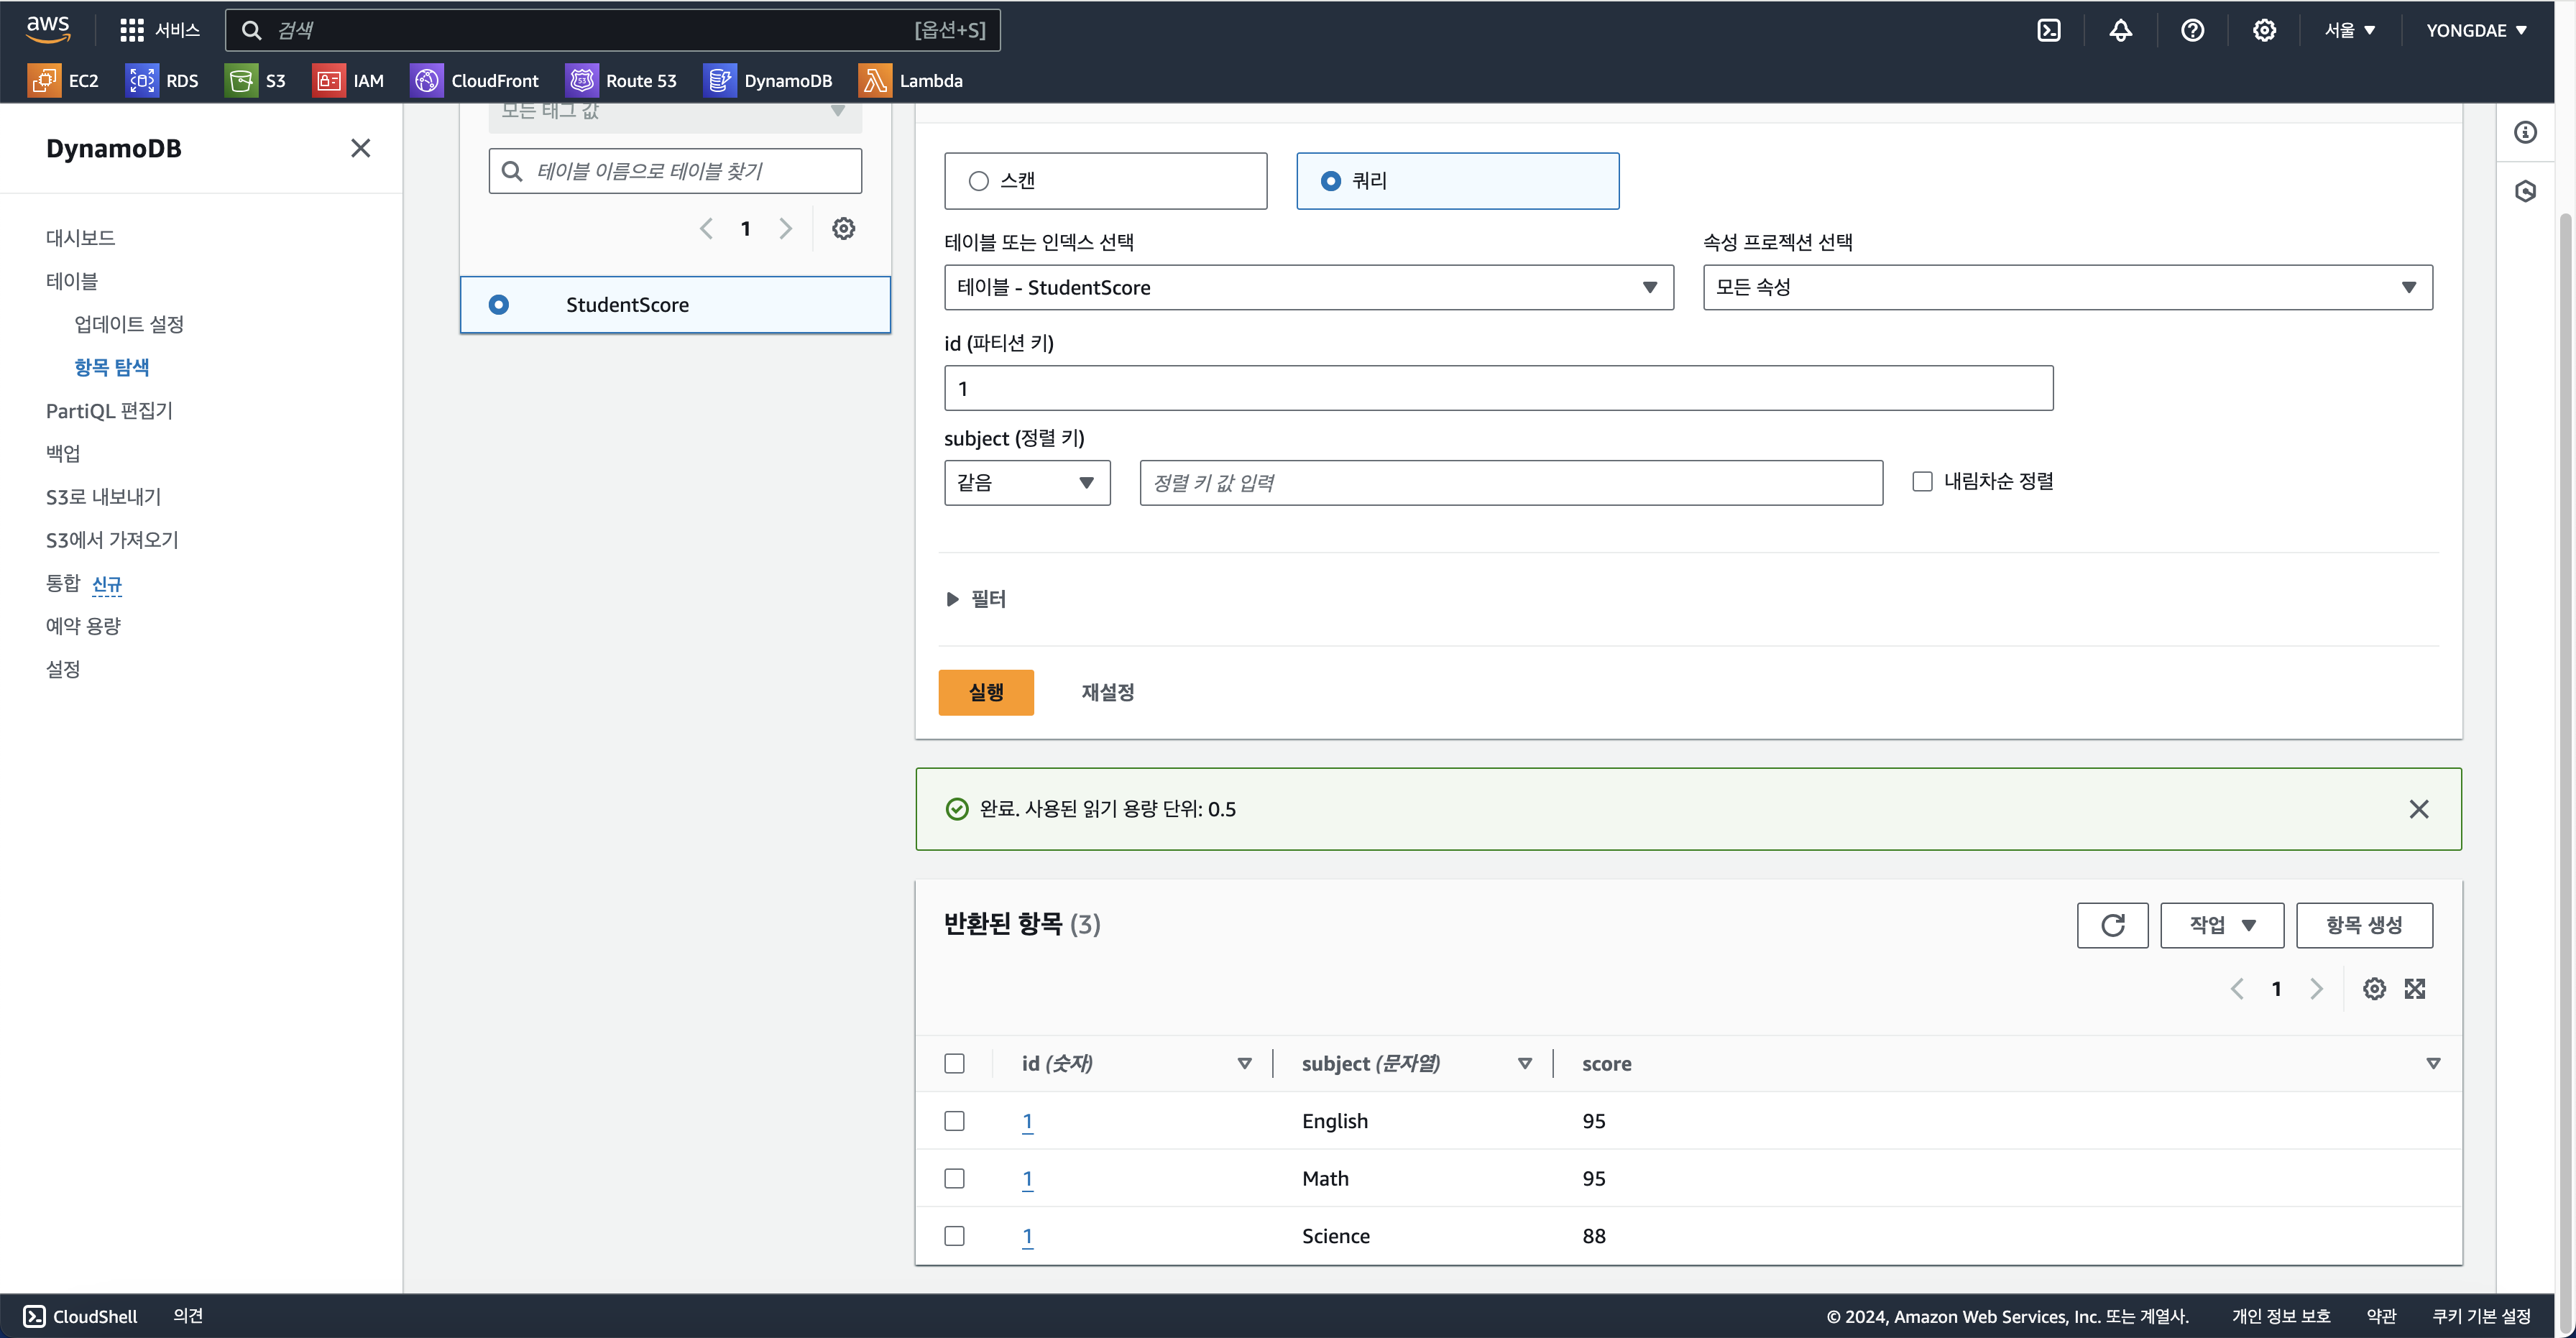 aws
서비스
검색
[옵션+S]
서울
YONGDAE
EC2
RDS
S3
IAM
CloudFront
Route 53
DynamoDB
Lambda
DynamoDB
대시보드
테이블
업데이트 설정
항목 탐색
PartiQL 편집기
백업
S3로 내보내기
S3에서 가져오기
통합 신규
예약 용량
설정
모든 태그 값
테이블 이름으로 테이블 찾기
1
StudentScore
스캔
쿼리
테이블 또는 인덱스 선택
테이블 - StudentScore
속성 프로젝션 선택
모든 속성
id (파티션 키)
1
subject (정렬 키)
같음
정렬 키 값 입력
내림차순 정렬
필터
실행
재설정
완료. 사용된 읽기 용량 단위: 0.5
반환된 항목 (3)
작업
항목 생성
1
id (숫자) subject (문자열) score
1 English 95
1 Math 95
1 Science 88
CloudShell
의견
© 2024, Amazon Web Services, Inc. 또는 계열사.
개인 정보 보호
약관
쿠키 기본 설정